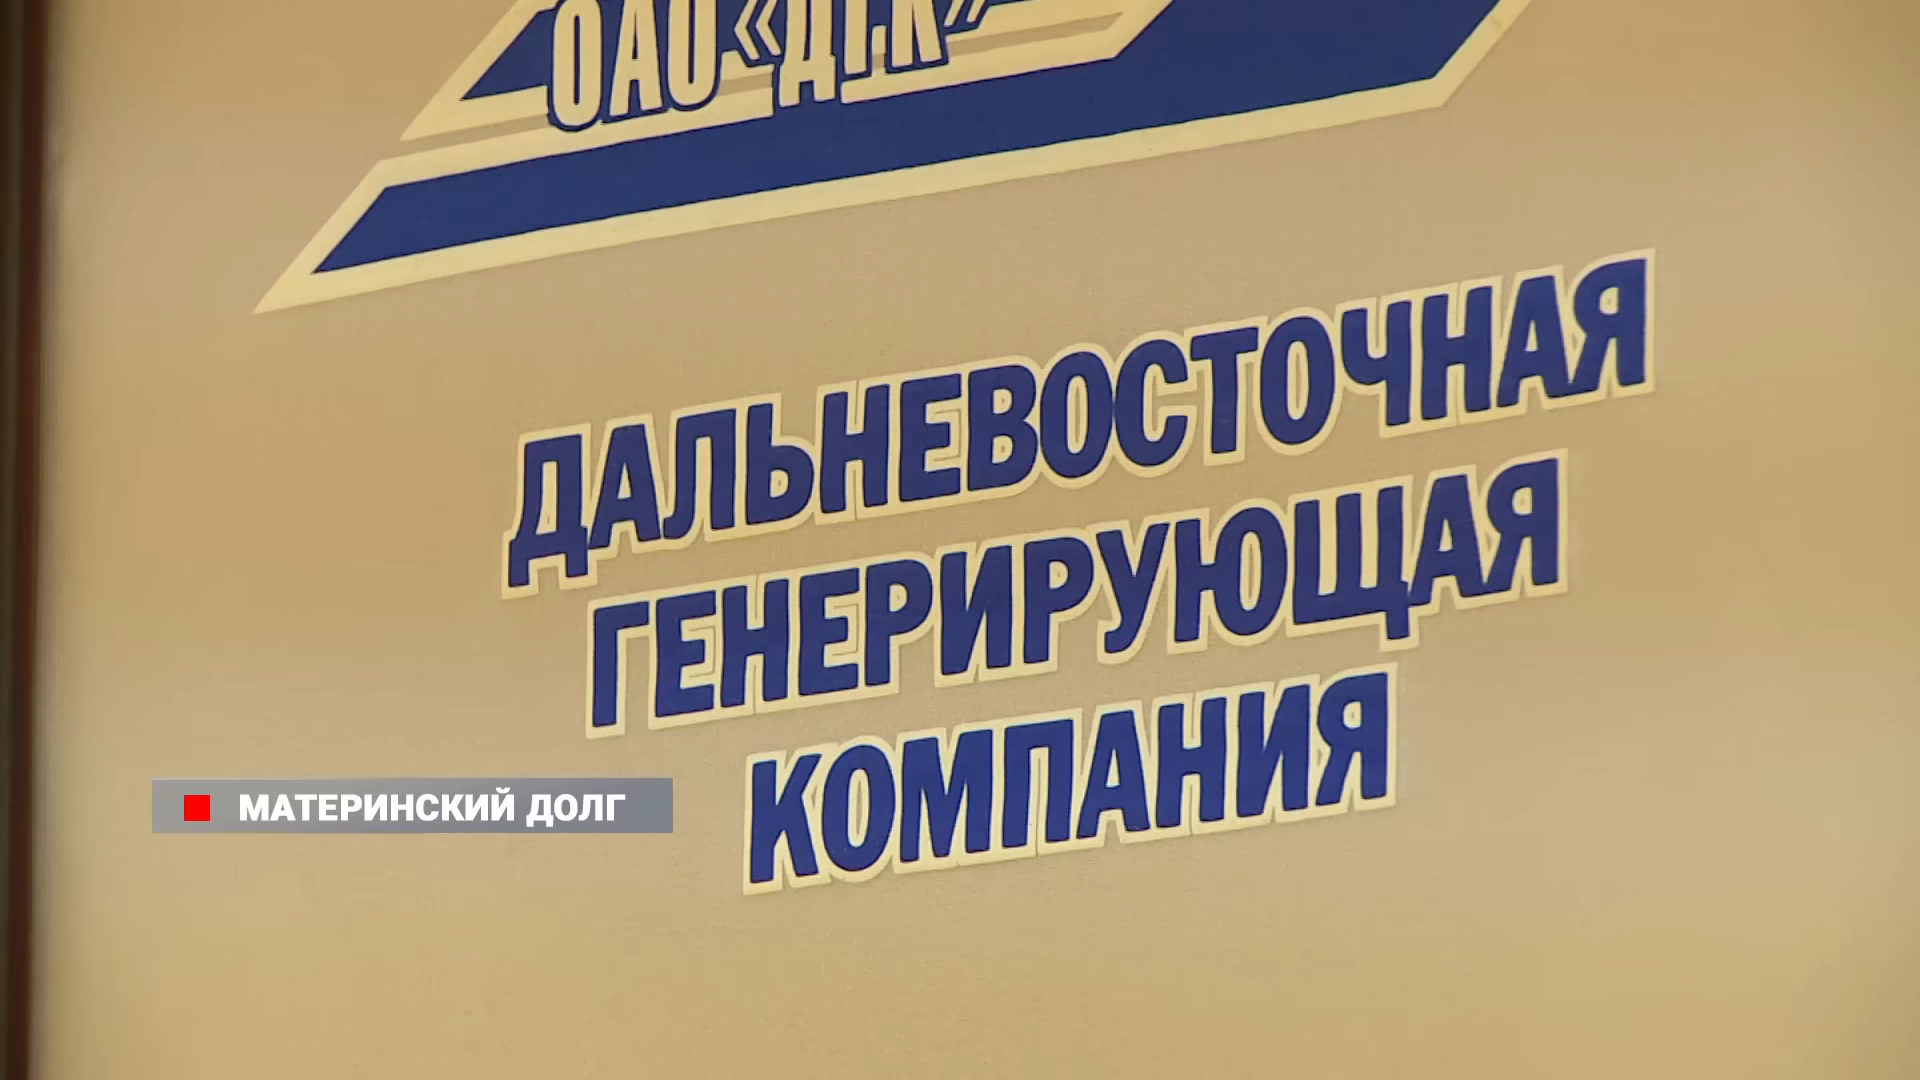 ОАО «ДГК»
ДАЛЬНЕВОСТОЧНАЯ
ГЕНЕРИРУЮЩАЯ
КОМПАНИЯ
МАТЕРИНСКИЙ ДОЛГ